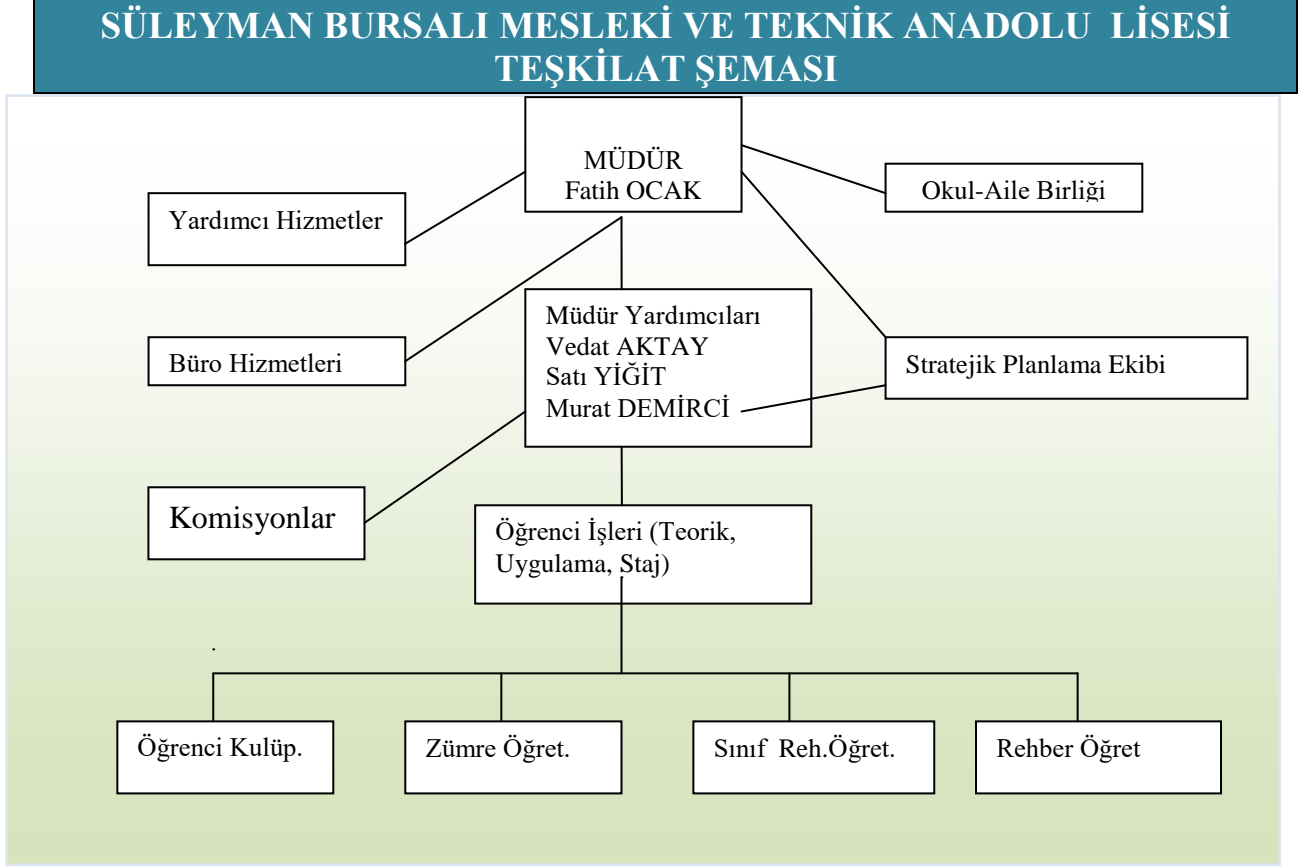 SÜLEYMAN BURSALI MESLEKİ VE TEKNİK ANADOLU LİSESİ
TEŞKİLAT ŞEMASI
MÜDÜR
Fatih OCAK
Okul-Aile Birliği
Yardımcı Hizmetler
Müdür Yardımcıları
Vedat AKTAY
Satı YİĞİT
Murat DEMİRCİ
Büro Hizmetleri
Stratejik Planlama Ekibi
Komisyonlar
Öğrenci İşleri (Teorik,
Uygulama, Staj)
.
Öğrenci Kulüp.
Zümre Öğret.
Sınıf Reh.Öğret.
Rehber Öğret